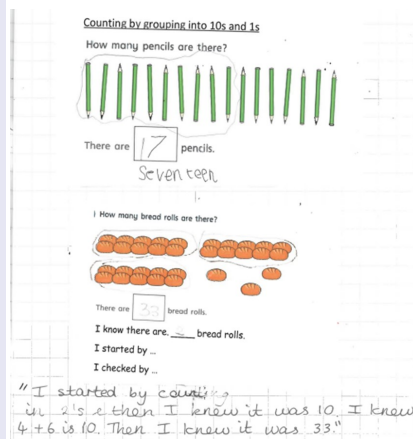 Counting by grouping into 10s and 1s
How many pencils are there?
There are 17 pencils.
Seventeen
How many bread rolls are there?
There are 33 bread rolls.
I know there are. bread rolls.
I started by ...
I checked by ...
"I started by counting
in 2's & then I knew it was 10. I knew
4 + 6 is 10. Then I knew it was 33."